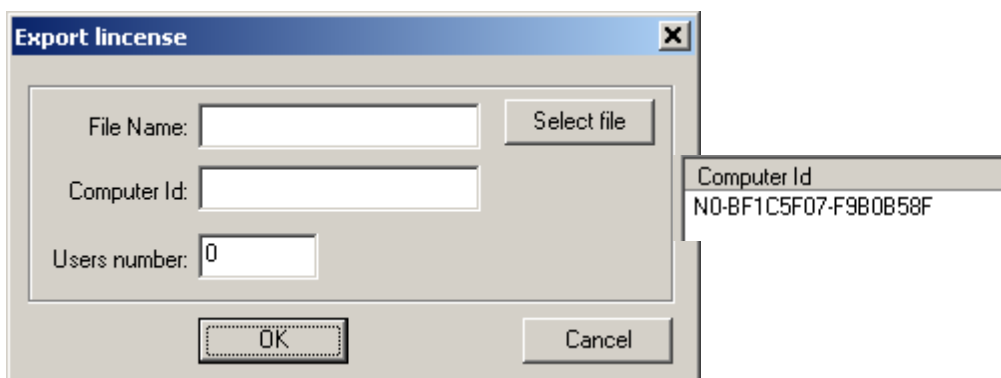 Export lincense
File Name:
Select file
Computer Id:
Computer Id
N0-BF1C5F07-F9B0B58F
Users number:
0
OK
Cancel